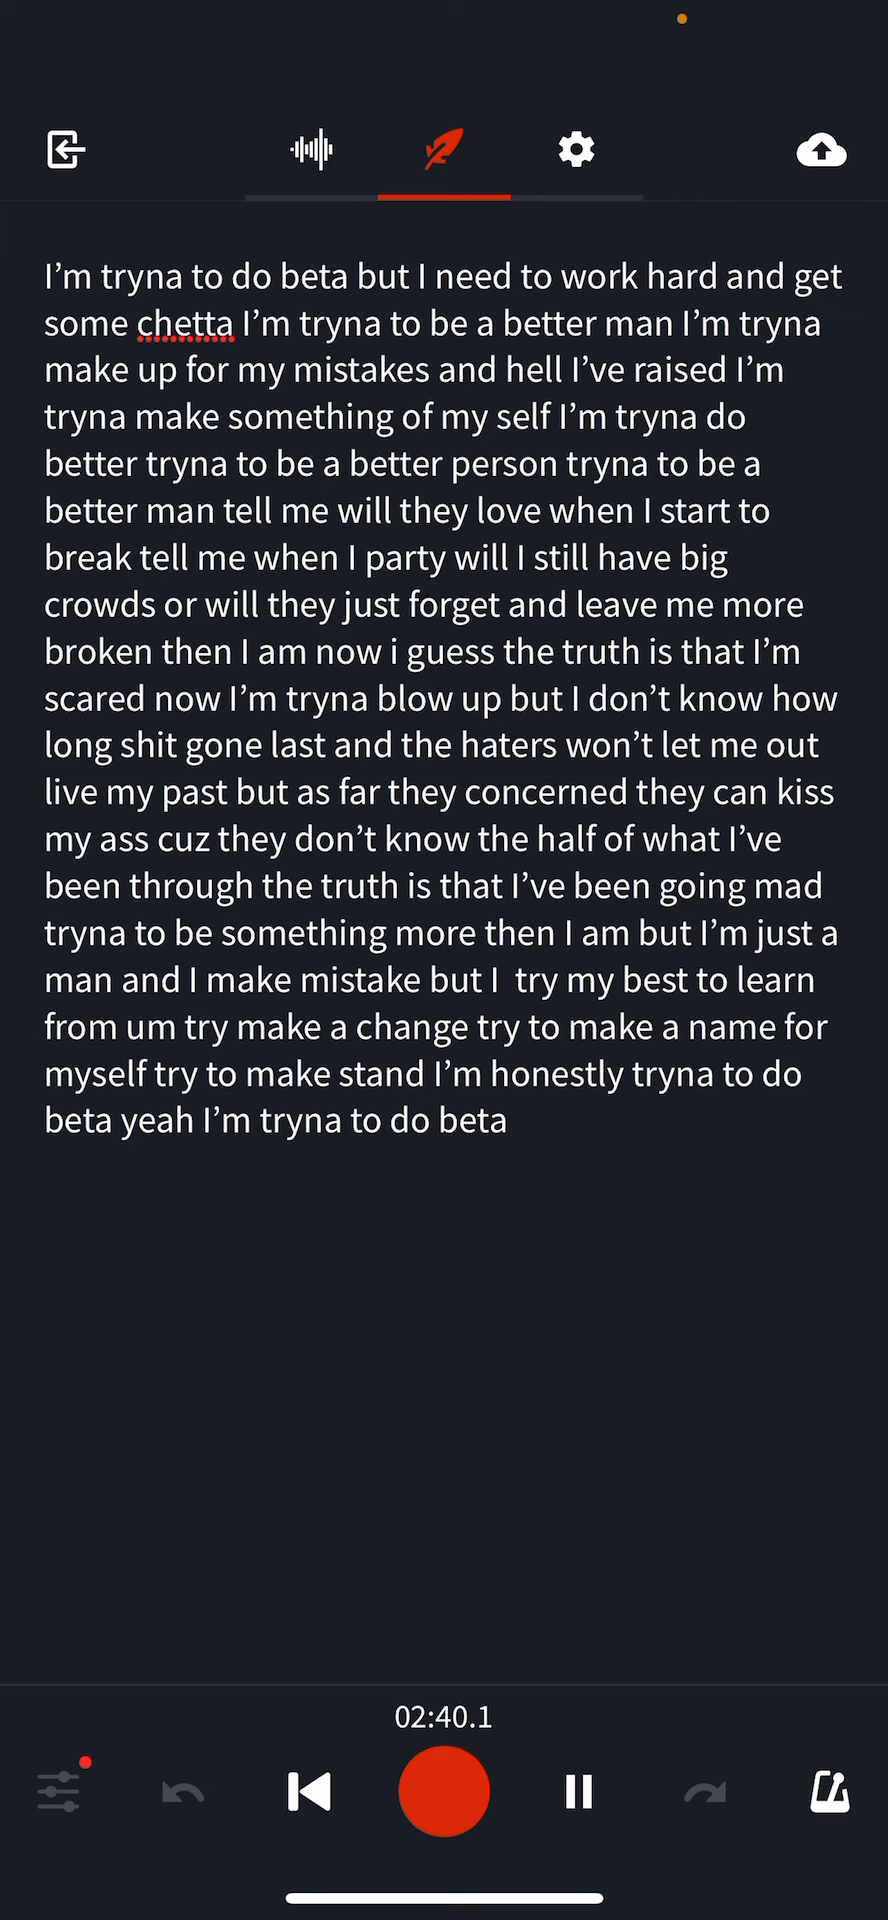 I’m tryna to do beta but I need to work hard and get
some chetta I’m tryna to be a better man I’m tryna
make up for my mistakes and hell I’ve raised I’m
tryna make something of my self I’m tryna do
better tryna to be a better person tryna to be a
better man tell me will they love when I start to
break tell me when I party will I still have big
crowds or will they just forget and leave me more
broken then I am now i guess the truth is that I’m
scared now I’m tryna blow up but I don’t know how
long shit gone last and the haters won’t let me out
live my past but as far they concerned they can kiss
my ass cuz they don’t know the half of what I’ve
been through the truth is that I’ve been going mad
tryna to be something more then I am but I’m just a
man and I make mistake but I  try my best to learn
from um try make a change try to make a name for
myself try to make stand I’m honestly tryna to do
beta yeah I’m tryna to do beta
02:40.1